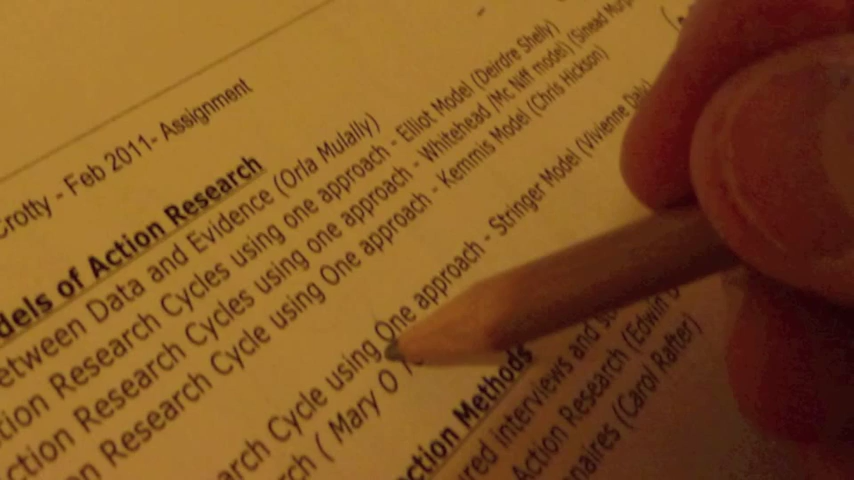 Crotty - Feb 2011- Assignment
dels of Action Research
etween Data and Evidence (Orla Mulally)
tion Research Cycles using one approach - Elliot Model (Deirdre Shelly)
ction Research Cycles using one approach - Whitehead /Mc Niff model) (Sinead
on Research Cycle using One approach - Kemmis Model (Chris Hickson)
arch Cycle using One approach - Stringer Model (Vivienne Daly)
rch ( Mary O
ction Methods
ured interviews and
Action Research (Edwin
nnaires (Carol Rafter)